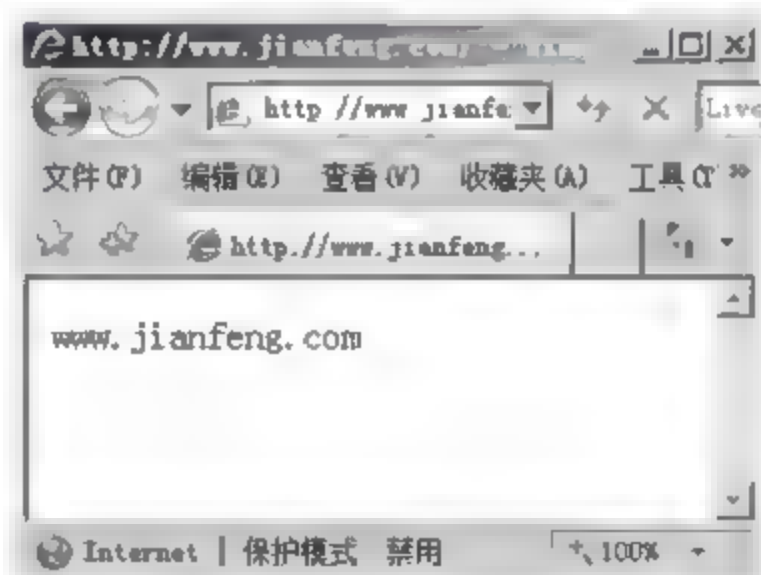 http://www.jianfeng.com/
http://www.jianfe
Live
文件(F) 编辑(E) 查看(V) 收藏夹(A) 工具(T »
http://www.jianfeng...
www.jianfeng.com
Internet | 保护模式 禁用 100%